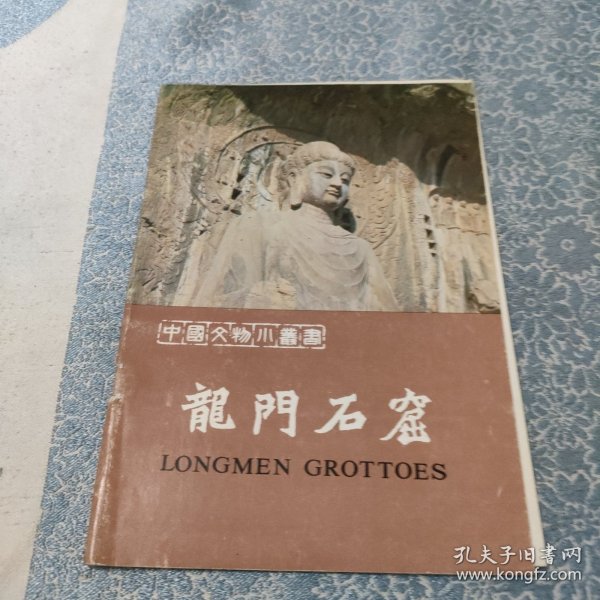 中國文物小叢書
龍門石窟
LONGMEN GROTTOES
孔夫子旧书网
www.kongfz.com